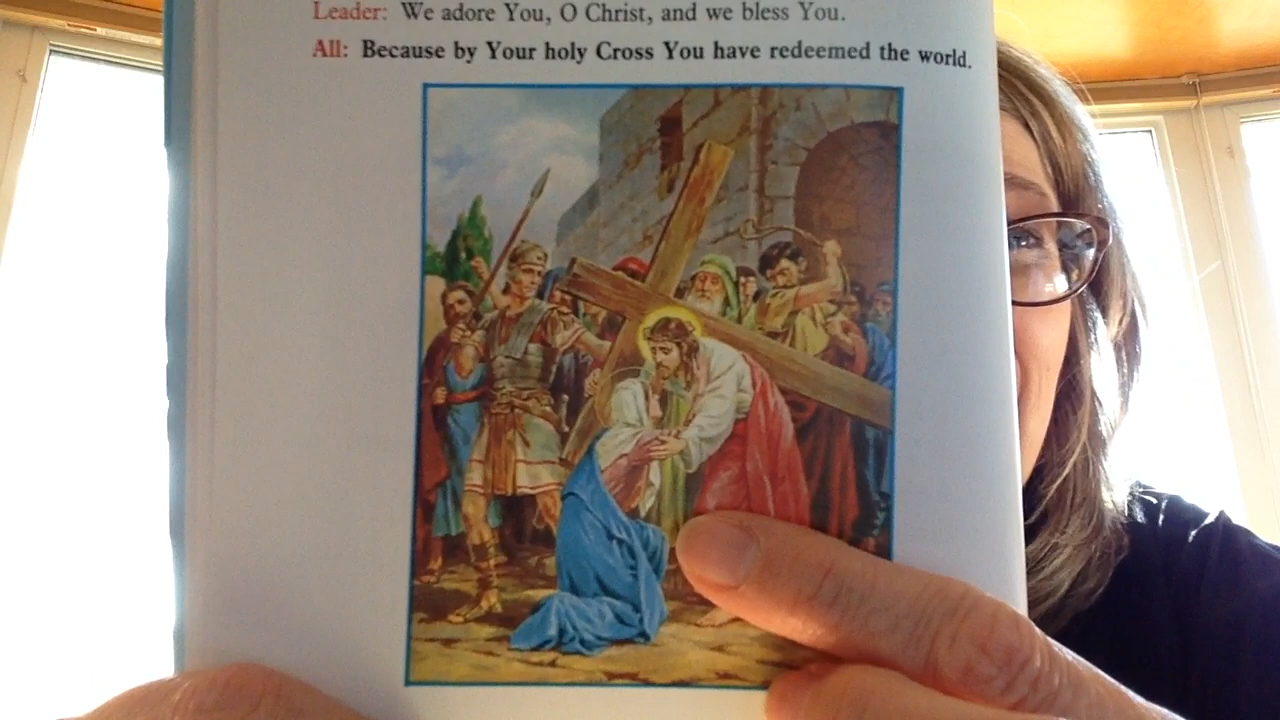 Leader: We adore You, O Christ, and we bless You.
All: Because by Your holy Cross You have redeemed the world.